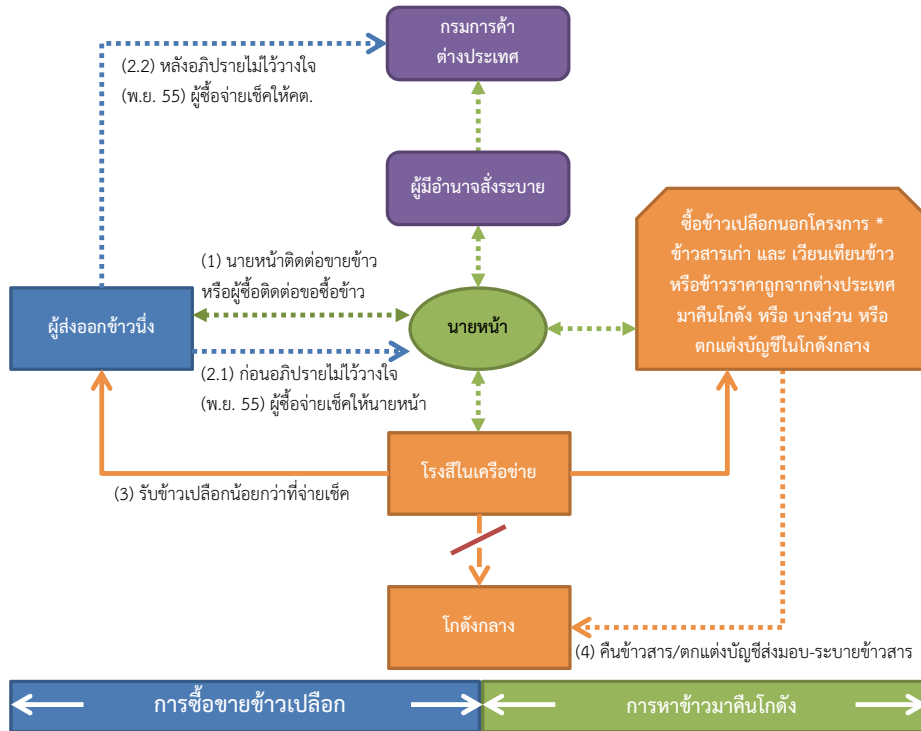 กรมการค้า
ต่างประเทศ
(2.2) หลังอภิปรายไม่ไว้วางใจ
(พ.ย. 55) ผู้ซื้อจ่ายเช็คให้คต.
ผู้มีอำนาจสั่งระบาย
ซื้อข้าวเปลือกนอกโครงการ *
ข้าวสารเก่า และ เวียนเทียนข้าว
หรือข้าวราคาถูกจากต่างประเทศ
มาคืนโกดัง หรือ บางส่วน หรือ
ตกแต่งบัญชีในโกดังกลาง
(1) นายหน้าติดต่อขายข้าว
หรือผู้ซื้อติดต่อขอซื้อข้าว
ผู้ส่งออกข้าวนึ่ง
นายหน้า
(2.1) ก่อนอภิปรายไม่ไว้วางใจ
(พ.ย. 55) ผู้ซื้อจ่ายเช็คให้นายหน้า
โรงสีในเครือข่าย
(3) รับข้าวเปลือกน้อยกว่าที่จ่ายเช็ค
โกดังกลาง
(4) คืนข้าวสาร/ตกแต่งบัญชีส่งมอบ-ระบายข้าวสาร
การซื้อขายข้าวเปลือก
การหาข้าวมาคืนโกดัง